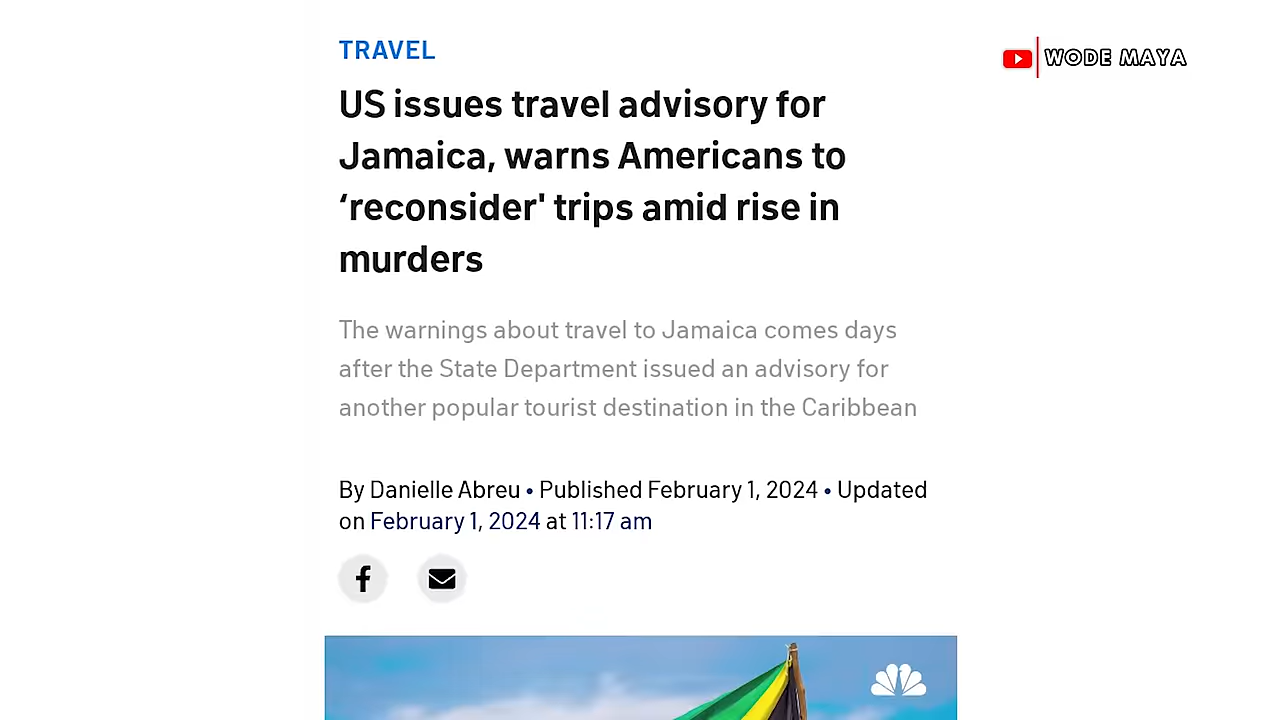 TRAVEL
WODE MAYA
US issues travel advisory for
Jamaica, warns Americans to
‘reconsider' trips amid rise in
murders
The warnings about travel to Jamaica comes days
after the State Department issued an advisory for
another popular tourist destination in the Caribbean
By Danielle Abreu • Published February 1, 2024 • Updated
on February 1, 2024 at 11:17 am